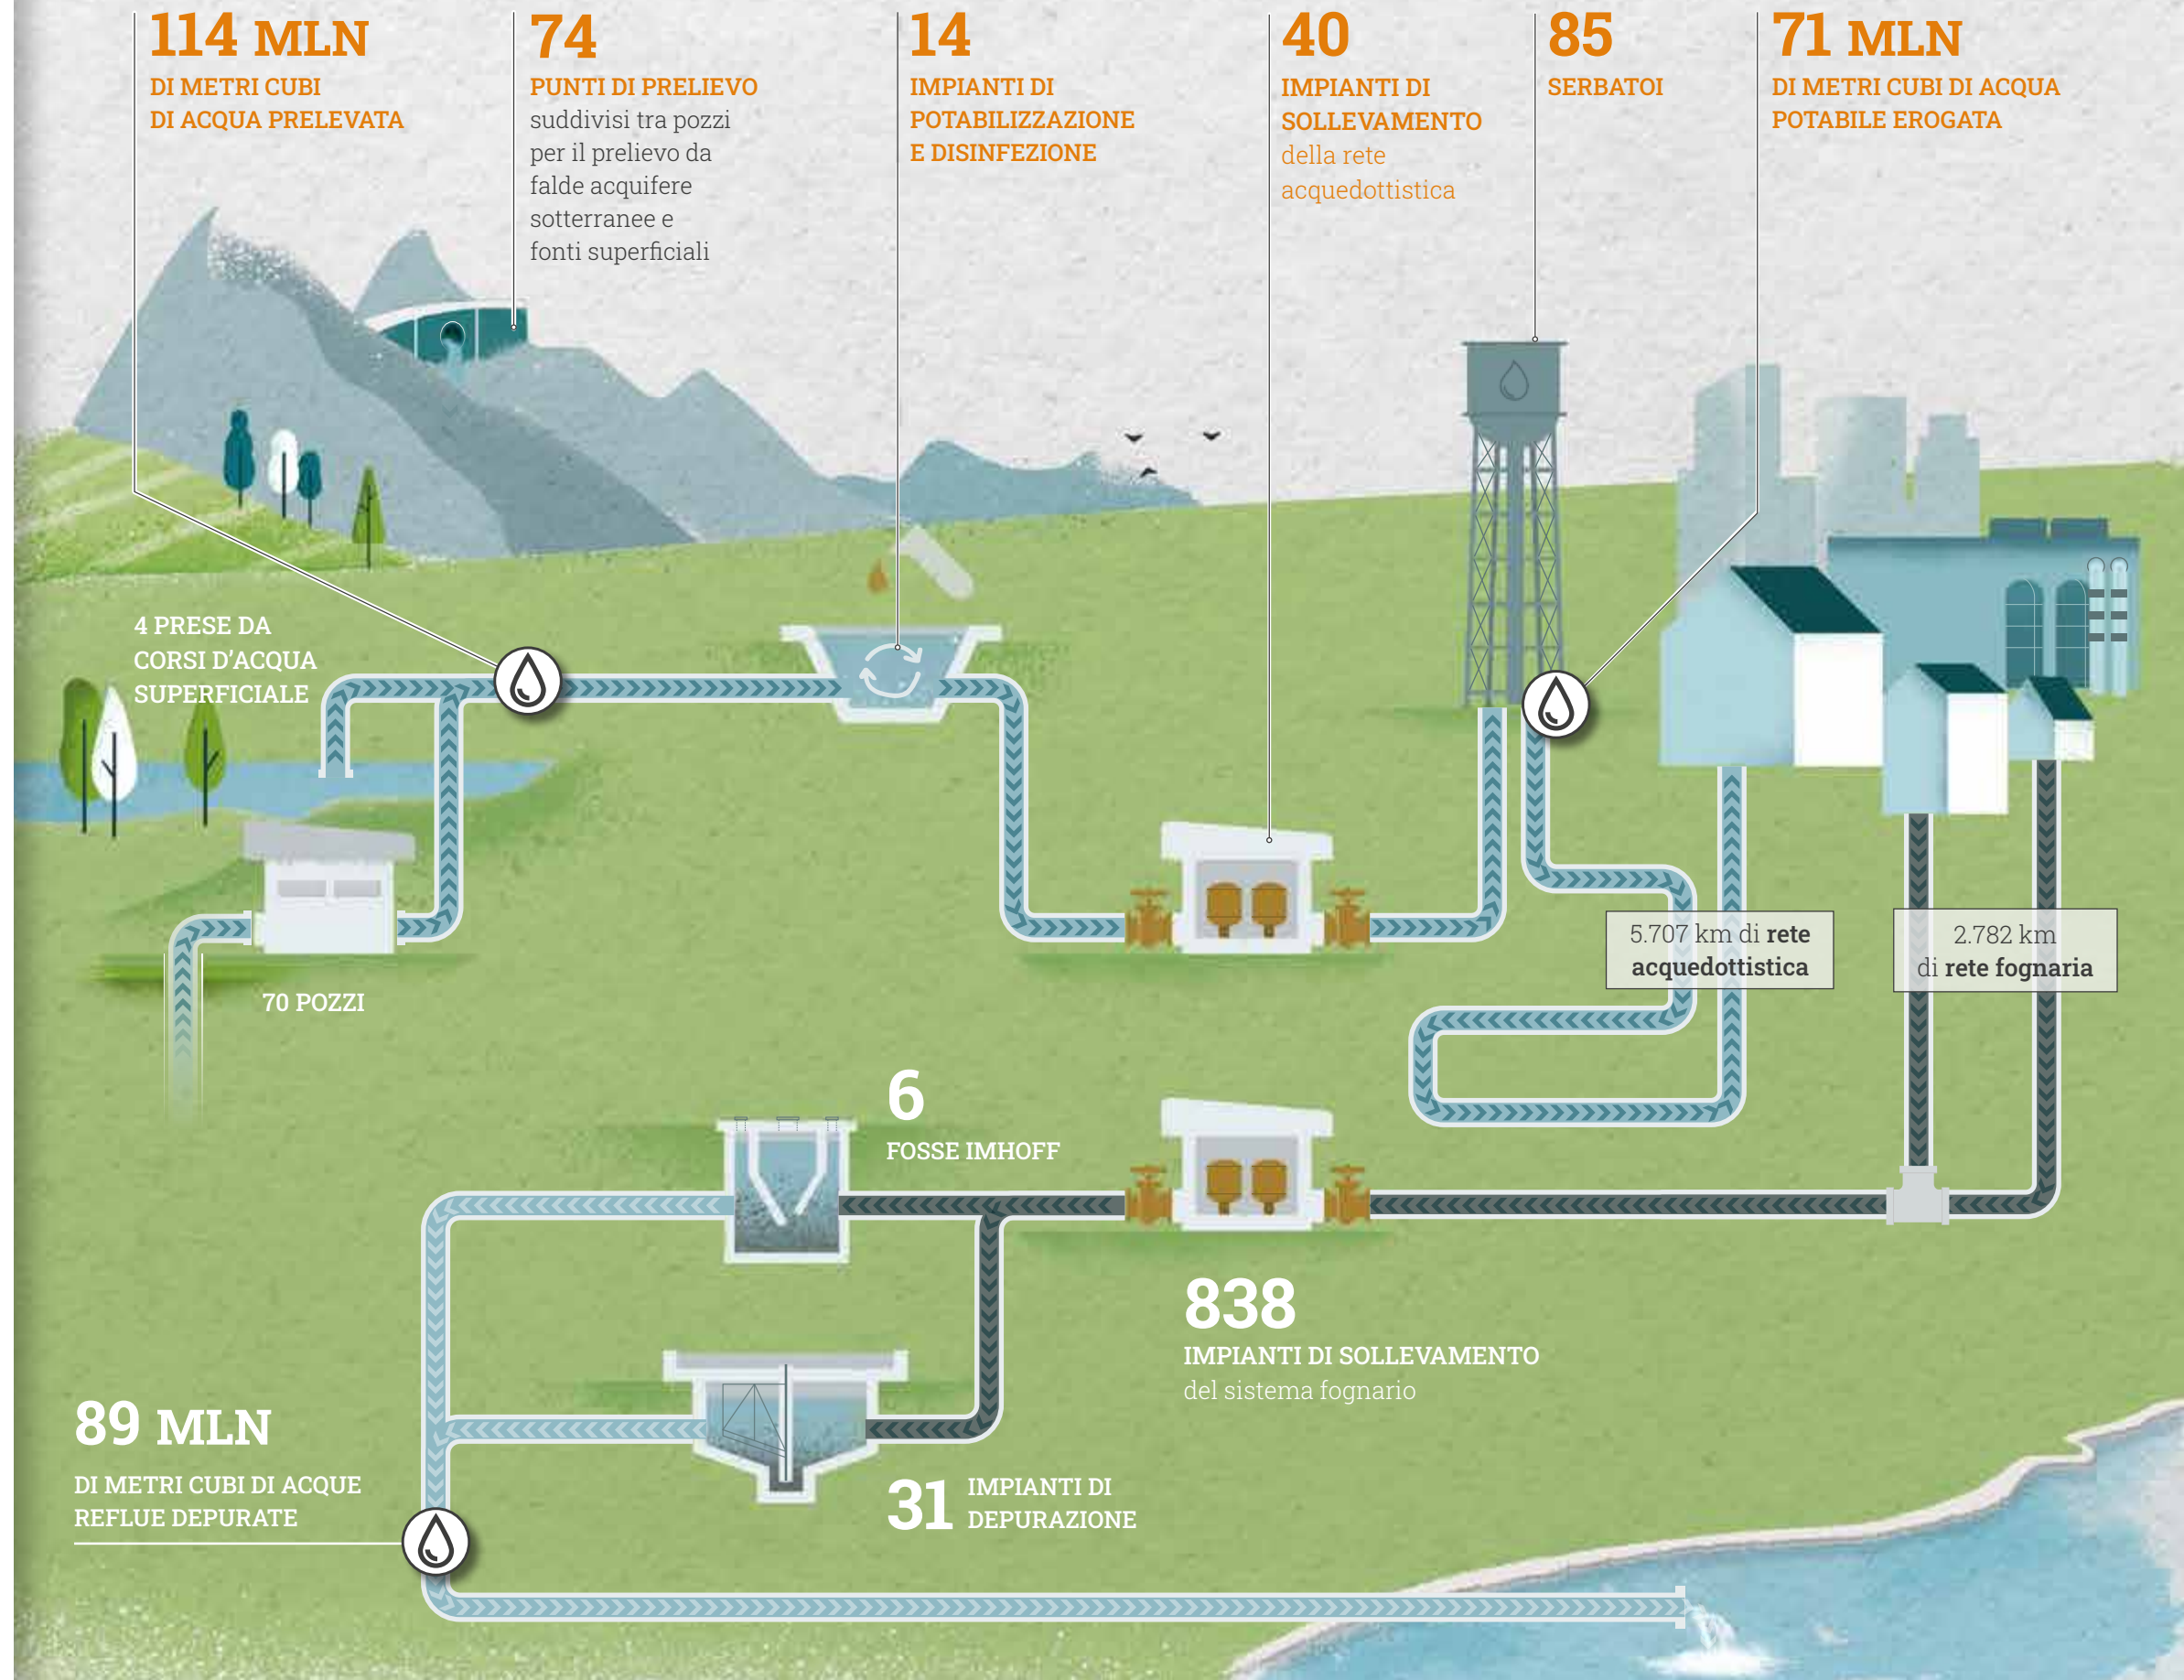 114 MLN
DI METRI CUBI
DI ACQUA PRELEVATA
74
PUNTI DI PRELIEVO
suddivisi tra pozzi
per il prelievo da
falde acquifere
sotterranee e
fonti superficiali
14
IMPIANTI DI
POTABILIZZAZIONE
E DISINFEZIONE
40
IMPIANTI DI
SOLLEVAMENTO
della rete
acquedottistica
85
SERBATOI
71 MLN
DI METRI CUBI DI ACQUA
POTABILE EROGATA
4 PRESE DA
CORSI D'ACQUA
SUPERFICIALE
70 POZZI
5.707 km di rete
acquedottistica
2.782 km
di rete fognaria
6
FOSSE IMHOFF
838
IMPIANTI DI SOLLEVAMENTO
del sistema fognario
89 MLN
DI METRI CUBI DI ACQUE
REFLUE DEPURATE
31 IMPIANTI DI
DEPURAZIONE